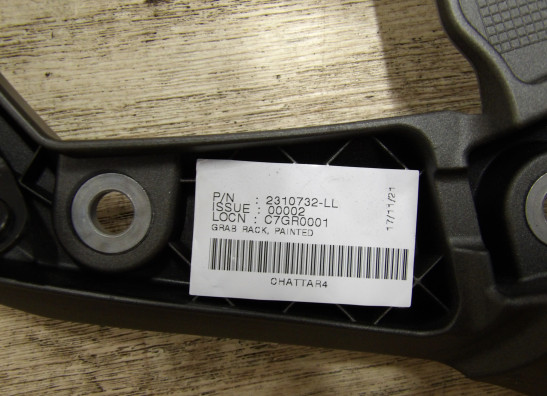 P/N : 2310732-LL
ISSUE : 00002
LOCN : C7GR0001
GRAB RACK, PAINTED
17/11/21
CHATTAR4